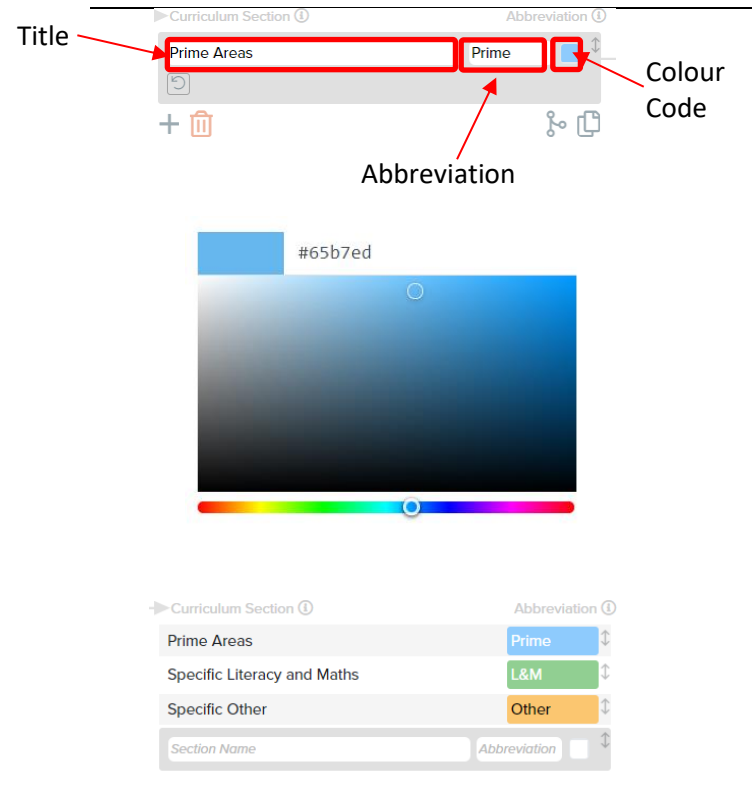 Curriculum Section Abbreviation
Title
Prime Areas Prime
Colour
Code
Abbreviation
#65b7ed
Curriculum Section Abbreviation
Prime Areas Prime
Specific Literacy and Maths L&M
Specific Other Other
Section Name Abbreviation